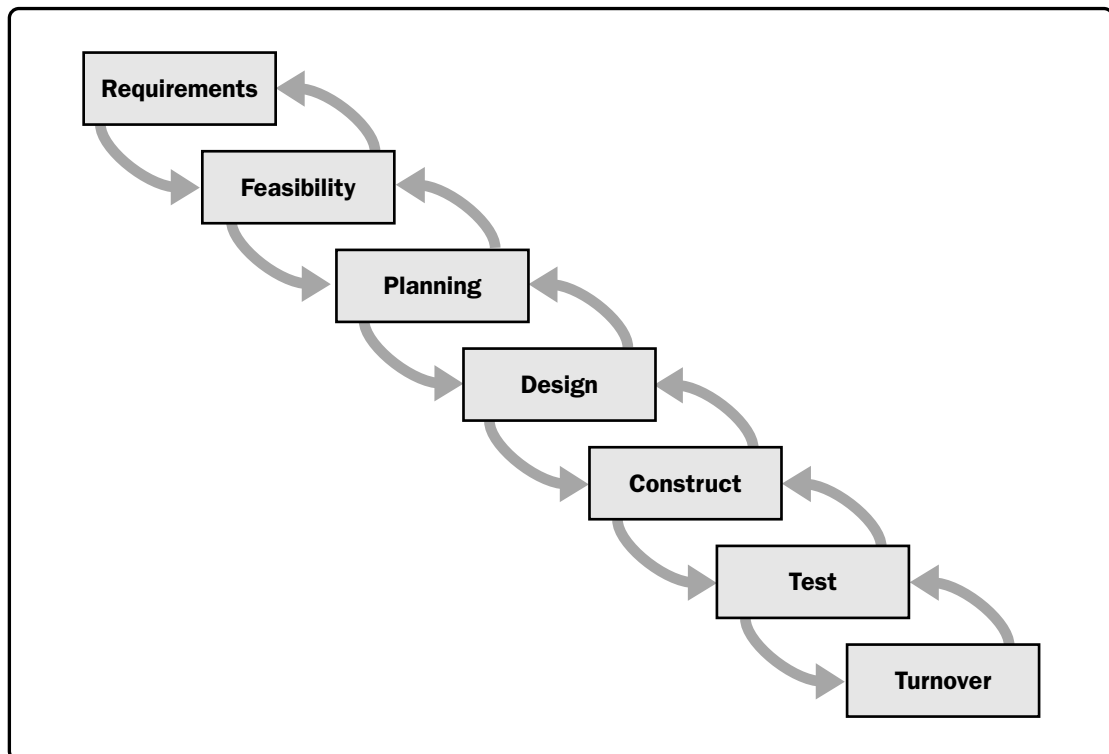 Requirements
Feasibility
Planning
Design
Construct
Test
Turnover